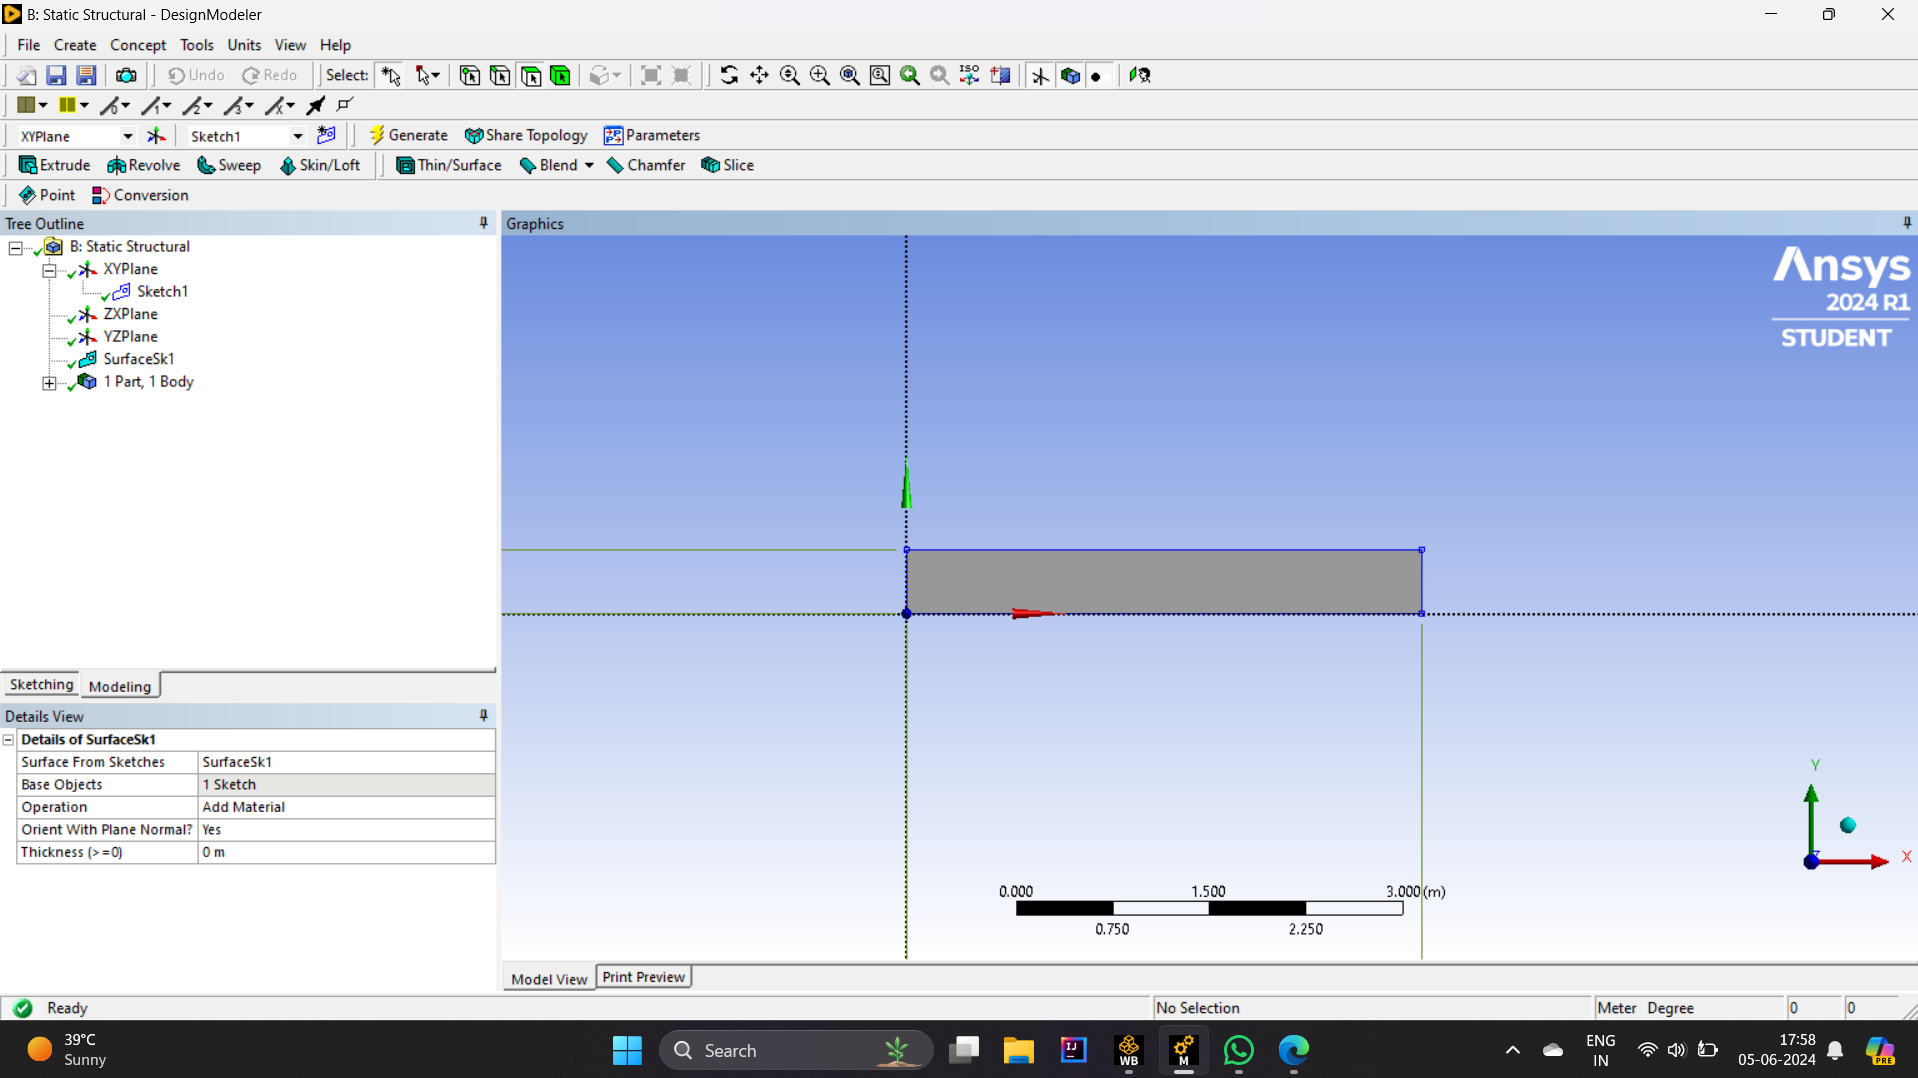 B: Static Structural - DesignModeler
File Create Concept Tools Units View Help
Undo Redo Select: ISO
XYPlane Sketch1 Generate Share Topology Parameters
Extrude Revolve Sweep Skin/Loft Thin/Surface Blend Chamfer Slice
Point Conversion
Tree Outline
B: Static Structural
XYPlane
Sketch1
ZXPlane
YZPlane
SurfaceSk1
1 Part, 1 Body
Sketching Modeling
Details View
Details of SurfaceSk1
Surface From Sketches SurfaceSk1
Base Objects 1 Sketch
Operation Add Material
Orient With Plane Normal? Yes
Thickness (>=0) 0 m
Graphics
Ansys
2024 R1
STUDENT
Y
X
0.000 1.500 3.000 (m)
0.750 2.250
Model View Print Preview
Ready No Selection Meter Degree 0 0
39°C
Sunny
Search
IJ
WB
M
ENG
IN
17:58
05-06-2024
PRE